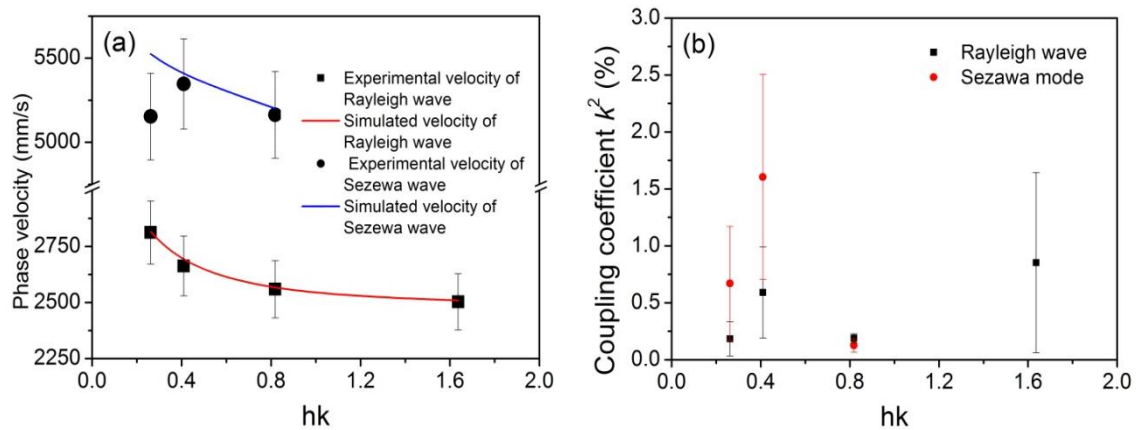 (a)
5500
5000
2750
2500
2250
Phase velocity (mm/s)
Experimental velocity of
Rayleigh wave
Simulated velocity of
Rayleigh wave
Experimental velocity of
Sezewa wave
Simulated velocity of
Sezewa wave
0.0 0.4 0.8 1.2 1.6 2.0
hk
(b)
3.0
2.5
2.0
1.5
1.0
0.5
0.0
Coupling coefficient k² (%)
Rayleigh wave
Sezawa mode
0.0 0.4 0.8 1.2 1.6 2.0
hk